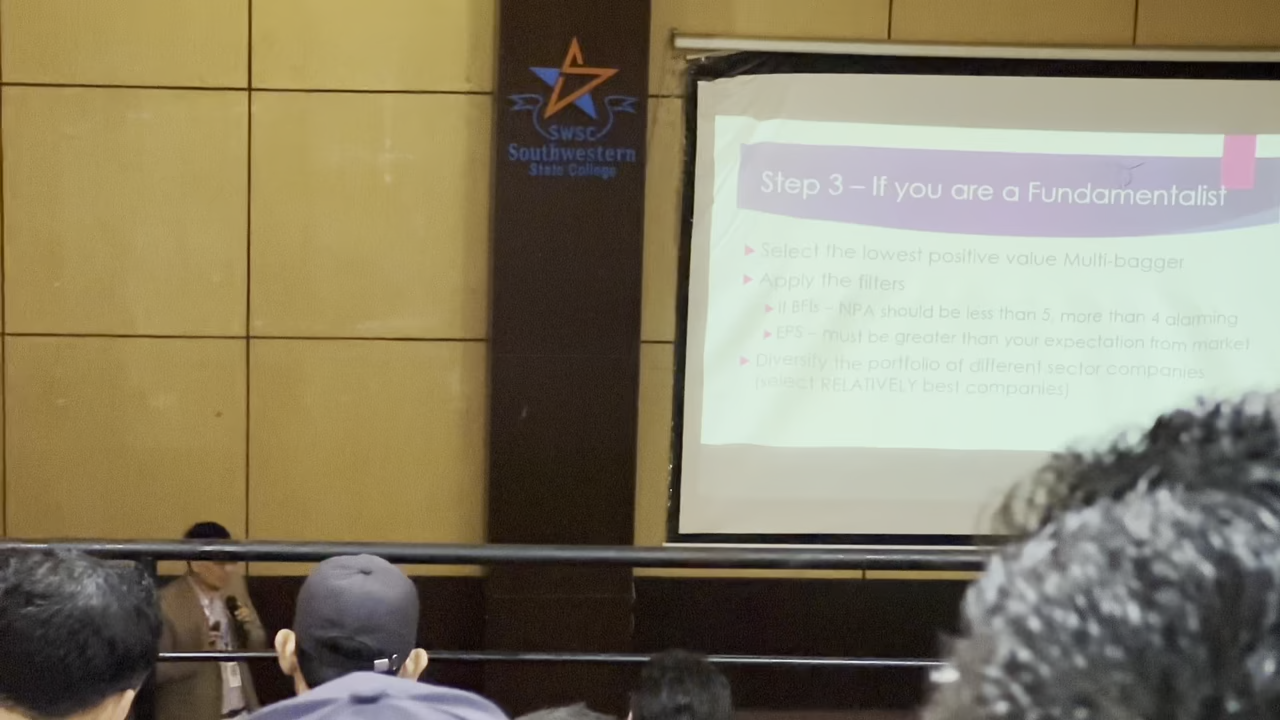 SWSC
Southwestern
State College
Step 3 – If you are a Fundamentalist
Select the lowest positive value Multi-bagger
Apply the filters
If BFIs – NPA should be less than 5, more than 4 alarming
EPS – must be greater than your expectation from market
Diversify the portfolio of different sector companies
(select RELATIVELY best companies)